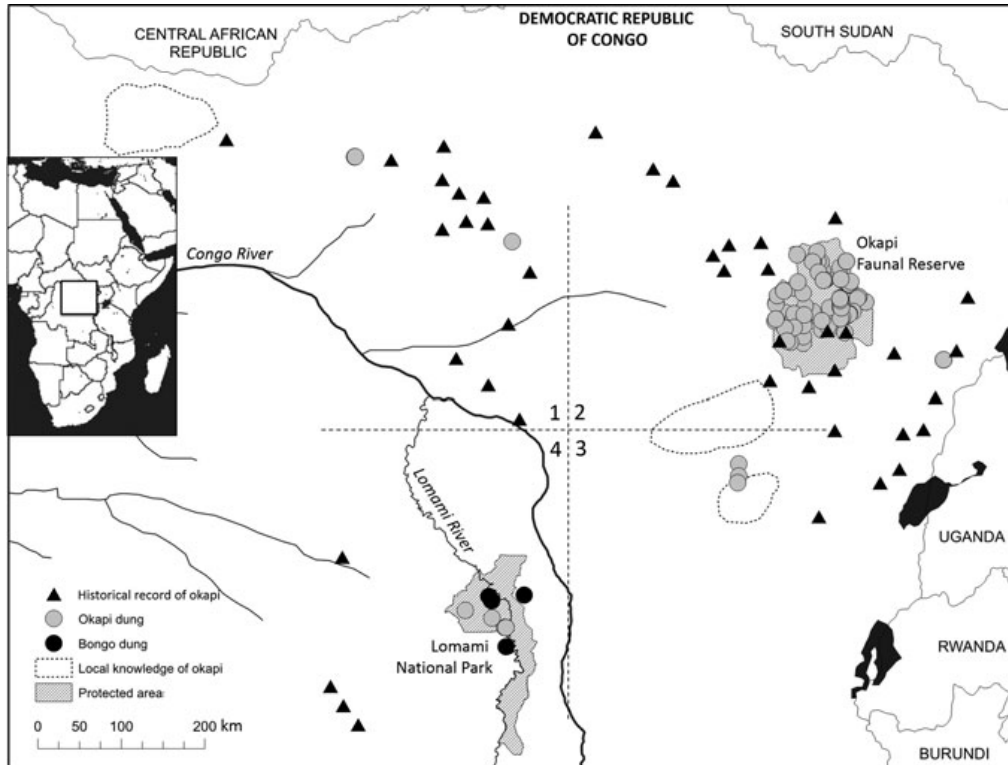 DEMOCRATIC REPUBLIC
OF CONGO
CENTRAL AFRICAN
REPUBLIC
SOUTH SUDAN
Congo River
Okapi
Faunal Reserve
1 2
4 3
Lomami River
UGANDA
Historical record of okapi
Okapi dung
Bongo dung
Local knowledge of okapi
Protected area
Lomami
National Park
RWANDA
0 50 100 200 km
BURUNDI